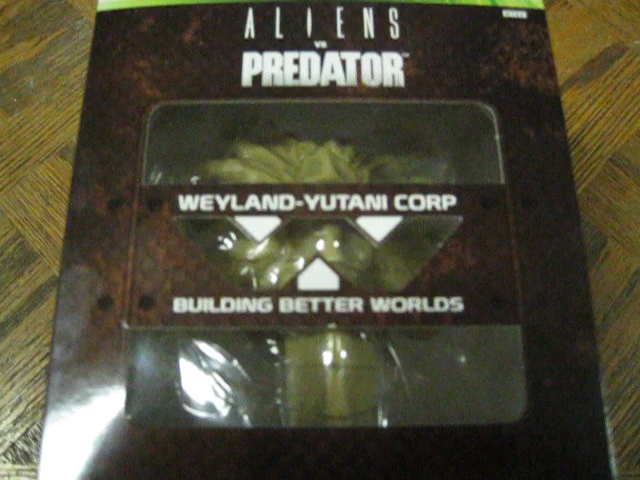 ALIENS
VS
PREDATOR
WEYLAND-YUTANI CORP
BUILDING BETTER WORLDS